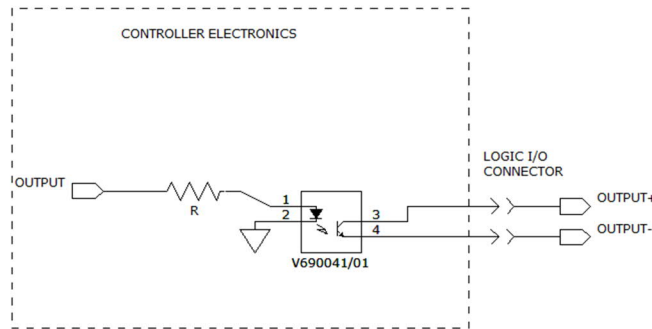 CONTROLLER ELECTRONICS
LOGIC I/O
CONNECTOR
OUTPUT
R
1
2
3
4
OUTPUT+
OUTPUT-
V690041/01